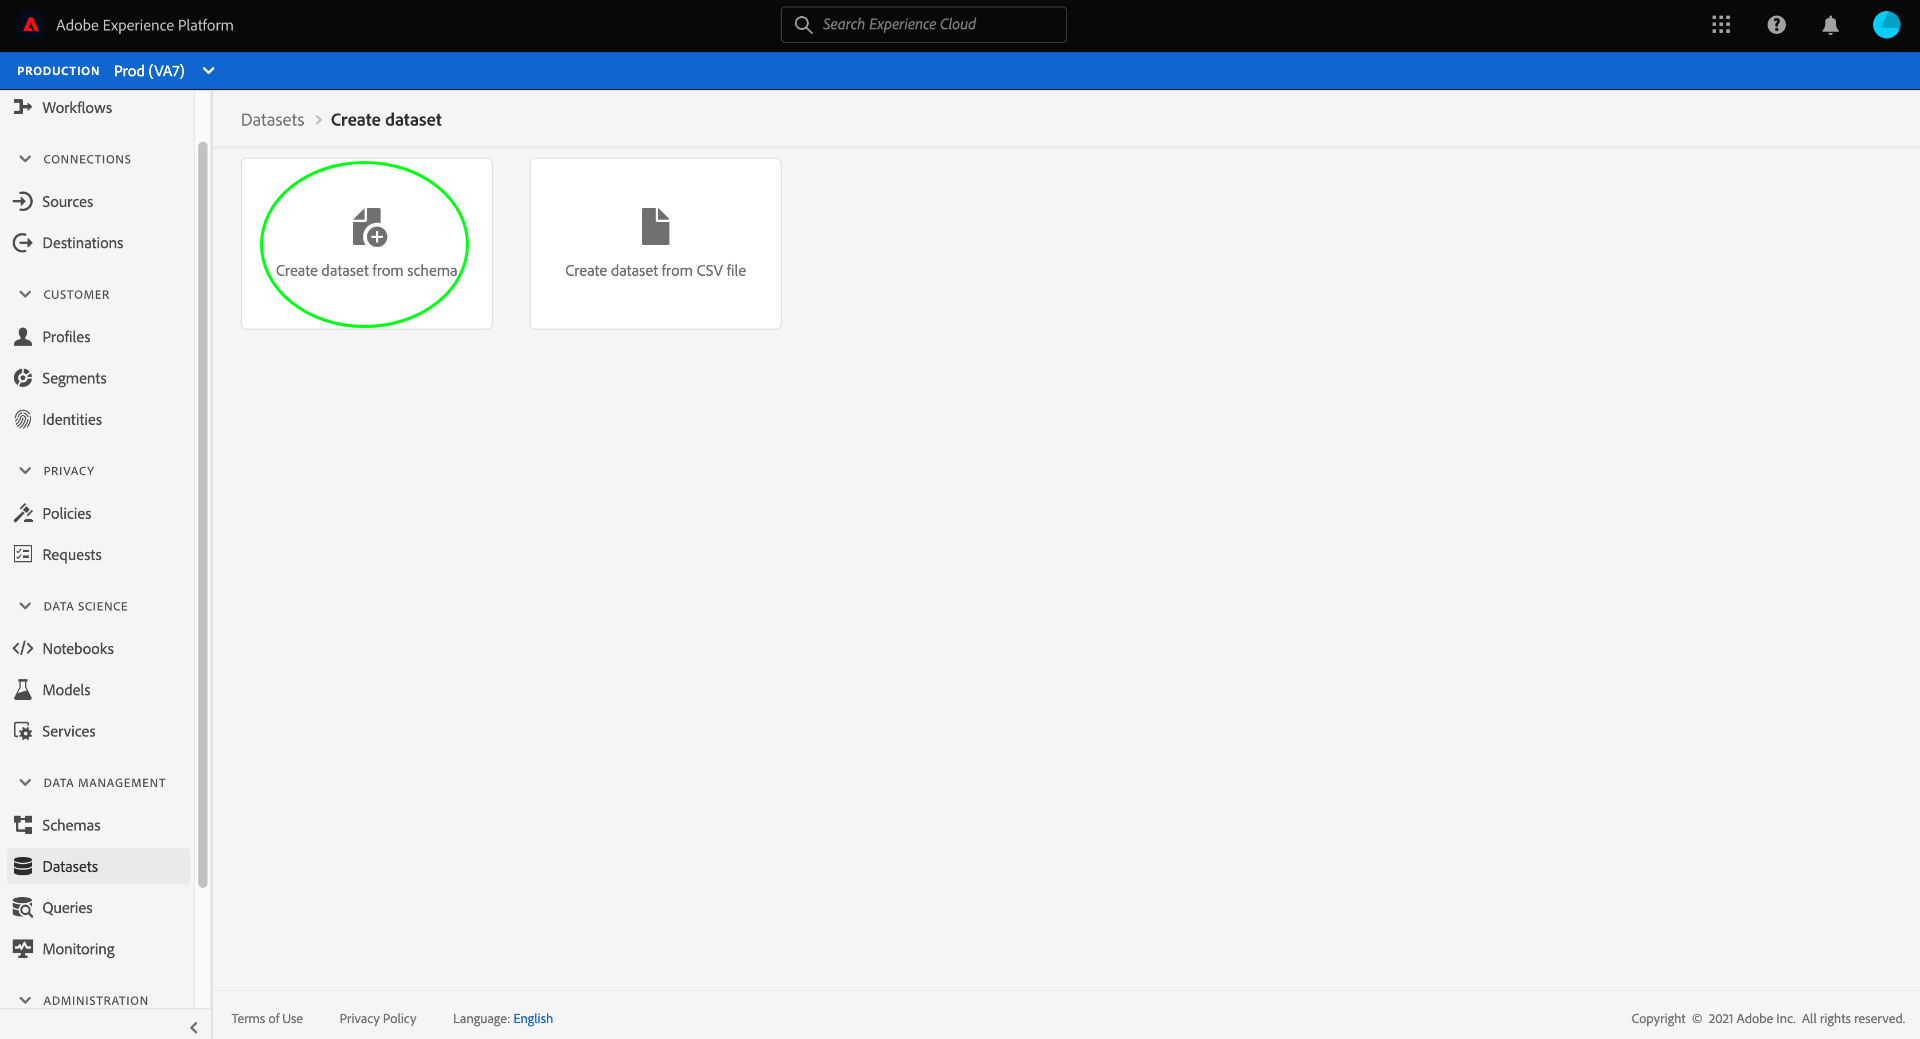 Adobe Experience Platform
Search Experience Cloud
PRODUCTION Prod (VA7)
Workflows
CONNECTIONS
Sources
Destinations
CUSTOMER
Profiles
Segments
Identities
PRIVACY
Policies
Requests
DATA SCIENCE
Notebooks
Models
Services
DATA MANAGEMENT
Schemas
Datasets
Queries
Monitoring
ADMINISTRATION
Datasets > Create dataset
Create dataset from schema
Create dataset from CSV file
Terms of Use Privacy Policy Language: English
Copyright © 2021 Adobe Inc. All rights reserved.